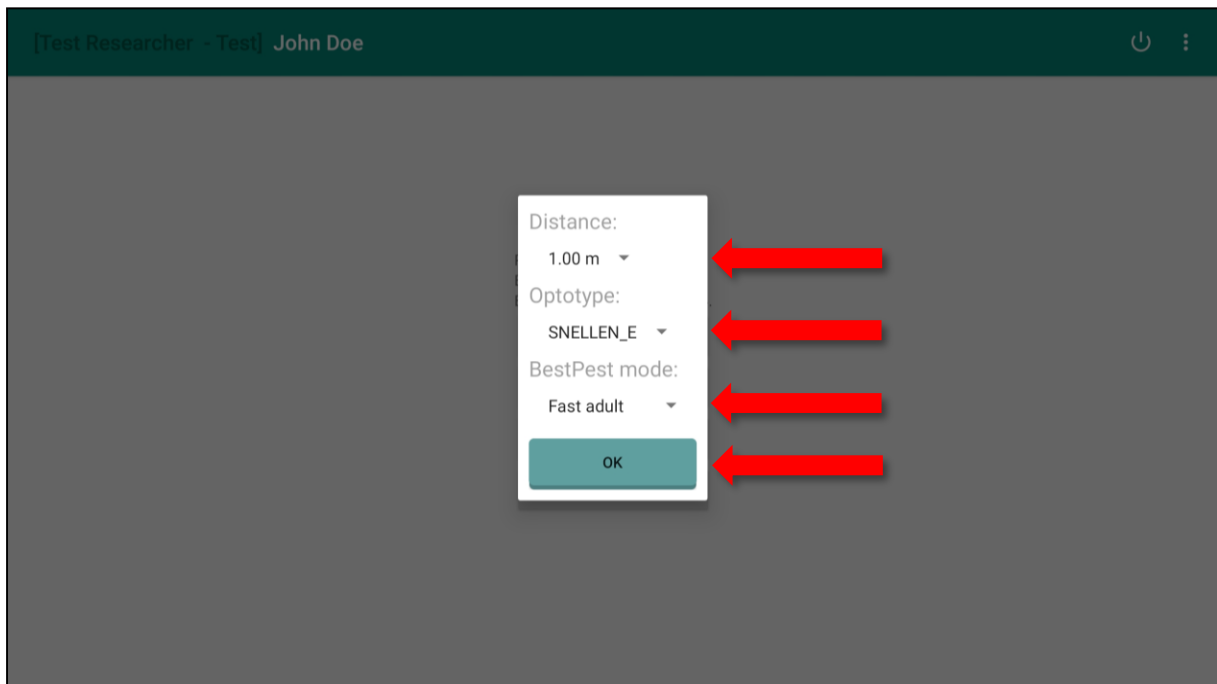 [Test Researcher - Test] John Doe
Distance:
1.00 m
Optotype:
SNELLEN_E
BestPest mode:
Fast adult
OK